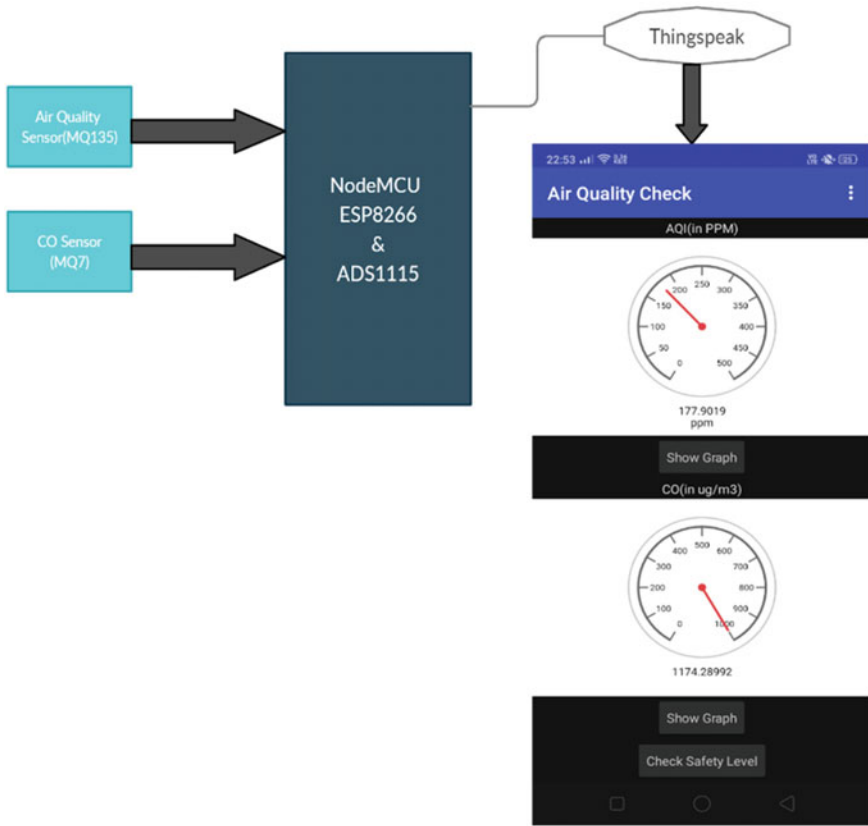 Thingspeak
Air Quality
Sensor(MQ135)
CO Sensor
(MQ7)
NodeMCU
ESP8266
&
ADS1115
22:53
Air Quality Check
AQI(in PPM)
0
50
100
150
200
250
300
350
400
450
500
177.9019
ppm
Show Graph
CO(in ug/m3)
0
100
200
300
400
500
600
700
800
900
1000
1174.28992
Show Graph
Check Safety Level